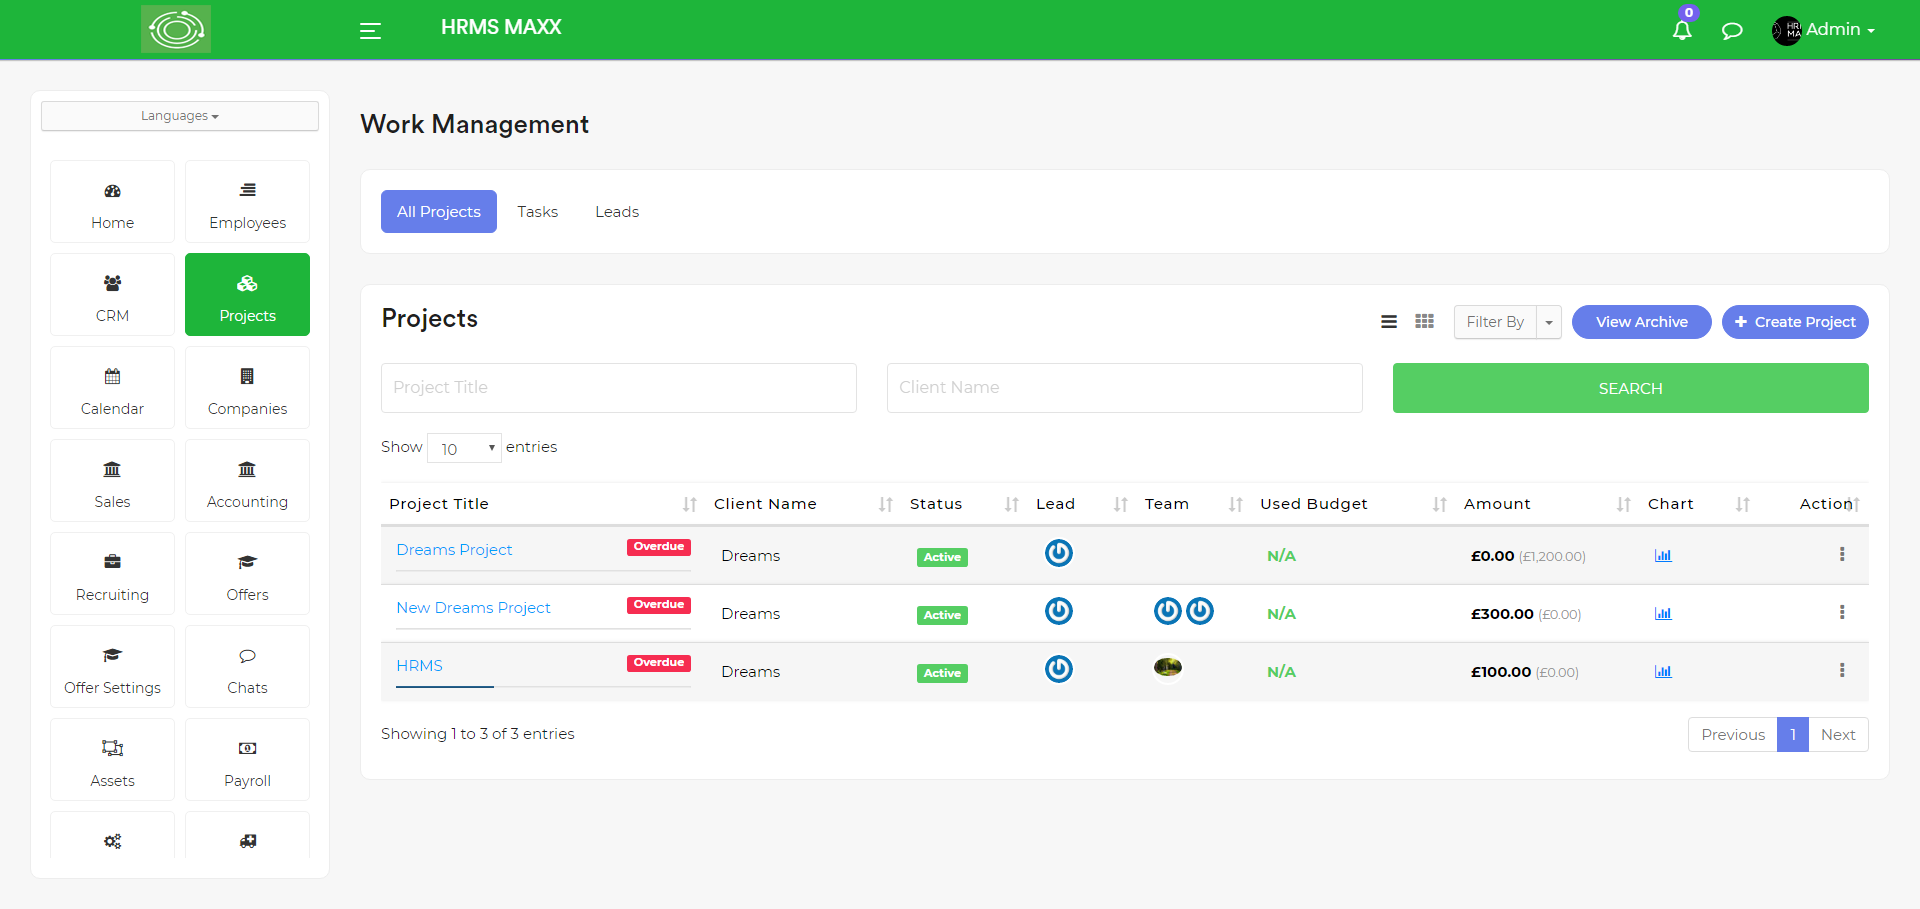 HRMS MAXX
0
HR
MA
Admin
Languages
Home
Employees
CRM
Projects
Calendar
Companies
Sales
Accounting
Recruiting
Offers
Offer Settings
Chats
Assets
Payroll
Work Management
All Projects
Tasks
Leads
Projects
Filter By
View Archive
Create Project
Project Title
Client Name
SEARCH
Show 10 entries
Project Title Client Name Status Lead Team Used Budget Amount Chart Action
Dreams Project Overdue Dreams Active N/A £0.00 (£1,200.00)
New Dreams Project Overdue Dreams Active N/A £300.00 (£0.00)
HRMS Overdue Dreams Active N/A £100.00 (£0.00)
Showing 1 to 3 of 3 entries
Previous 1 Next